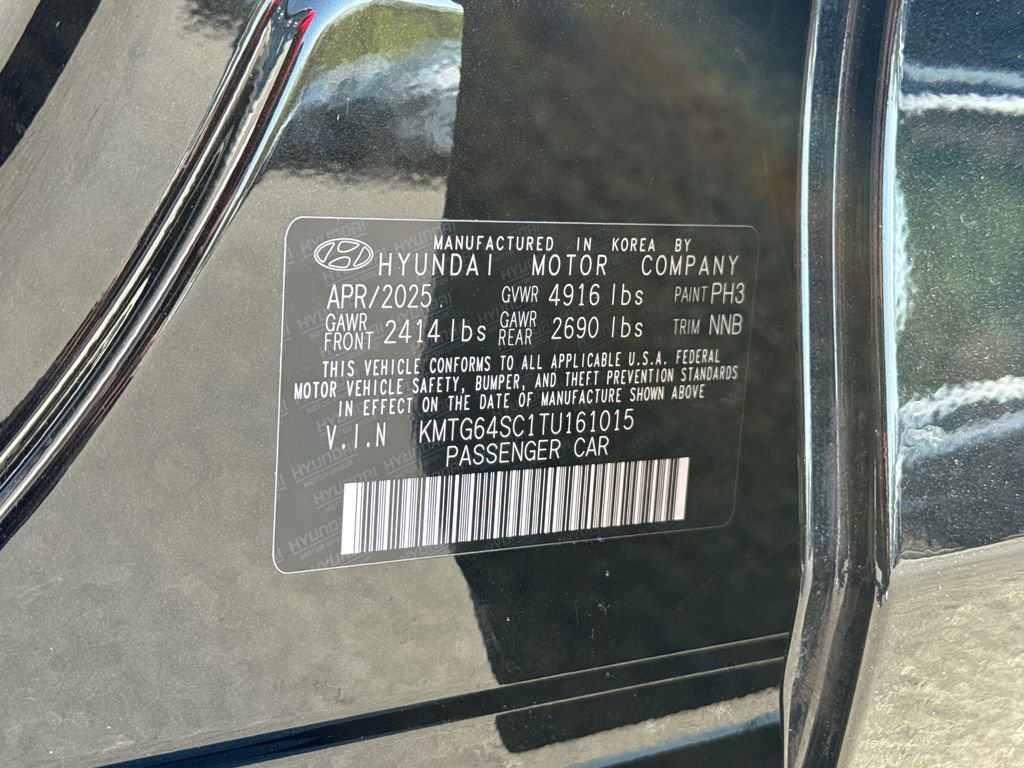 MANUFACTURED IN KOREA BY
HYUNDAI MOTOR COMPANY
APR/2025 GVWR 4916 lbs PAINT PH3
GAWR FRONT 2414 lbs GAWR REAR 2690 lbs TRIM NNB
THIS VEHICLE CONFORMS TO ALL APPLICABLE U.S.A. FEDERAL
MOTOR VEHICLE SAFETY, BUMPER, AND THEFT PREVENTION STANDARDS
IN EFFECT ON THE DATE OF MANUFACTURE SHOWN ABOVE
V.I.N KMTG64SC1TU161015
PASSENGER CAR